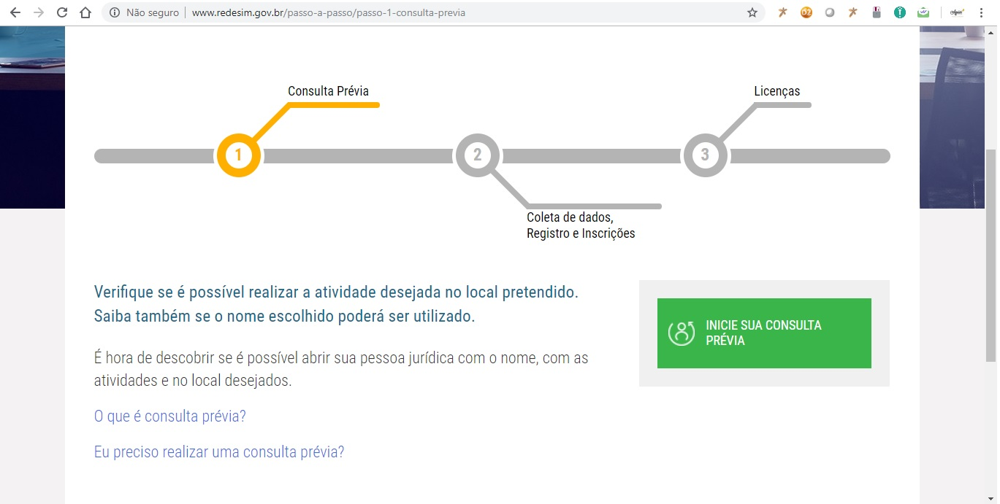 Não seguro
www.redesim.gov.br/passo-a-passo/passo-1-consulta-previa
Consulta Prévia
Licenças
1
2
3
Coleta de dados,
Registro e Inscrições
Verifique se é possível realizar a atividade desejada no local pretendido.
Saiba também se o nome escolhido poderá ser utilizado.
INICIE SUA CONSULTA
PRÉVIA
É hora de descobrir se é possível abrir sua pessoa jurídica com o nome, com as
atividades e no local desejados.
O que é consulta prévia?
Eu preciso realizar uma consulta prévia?